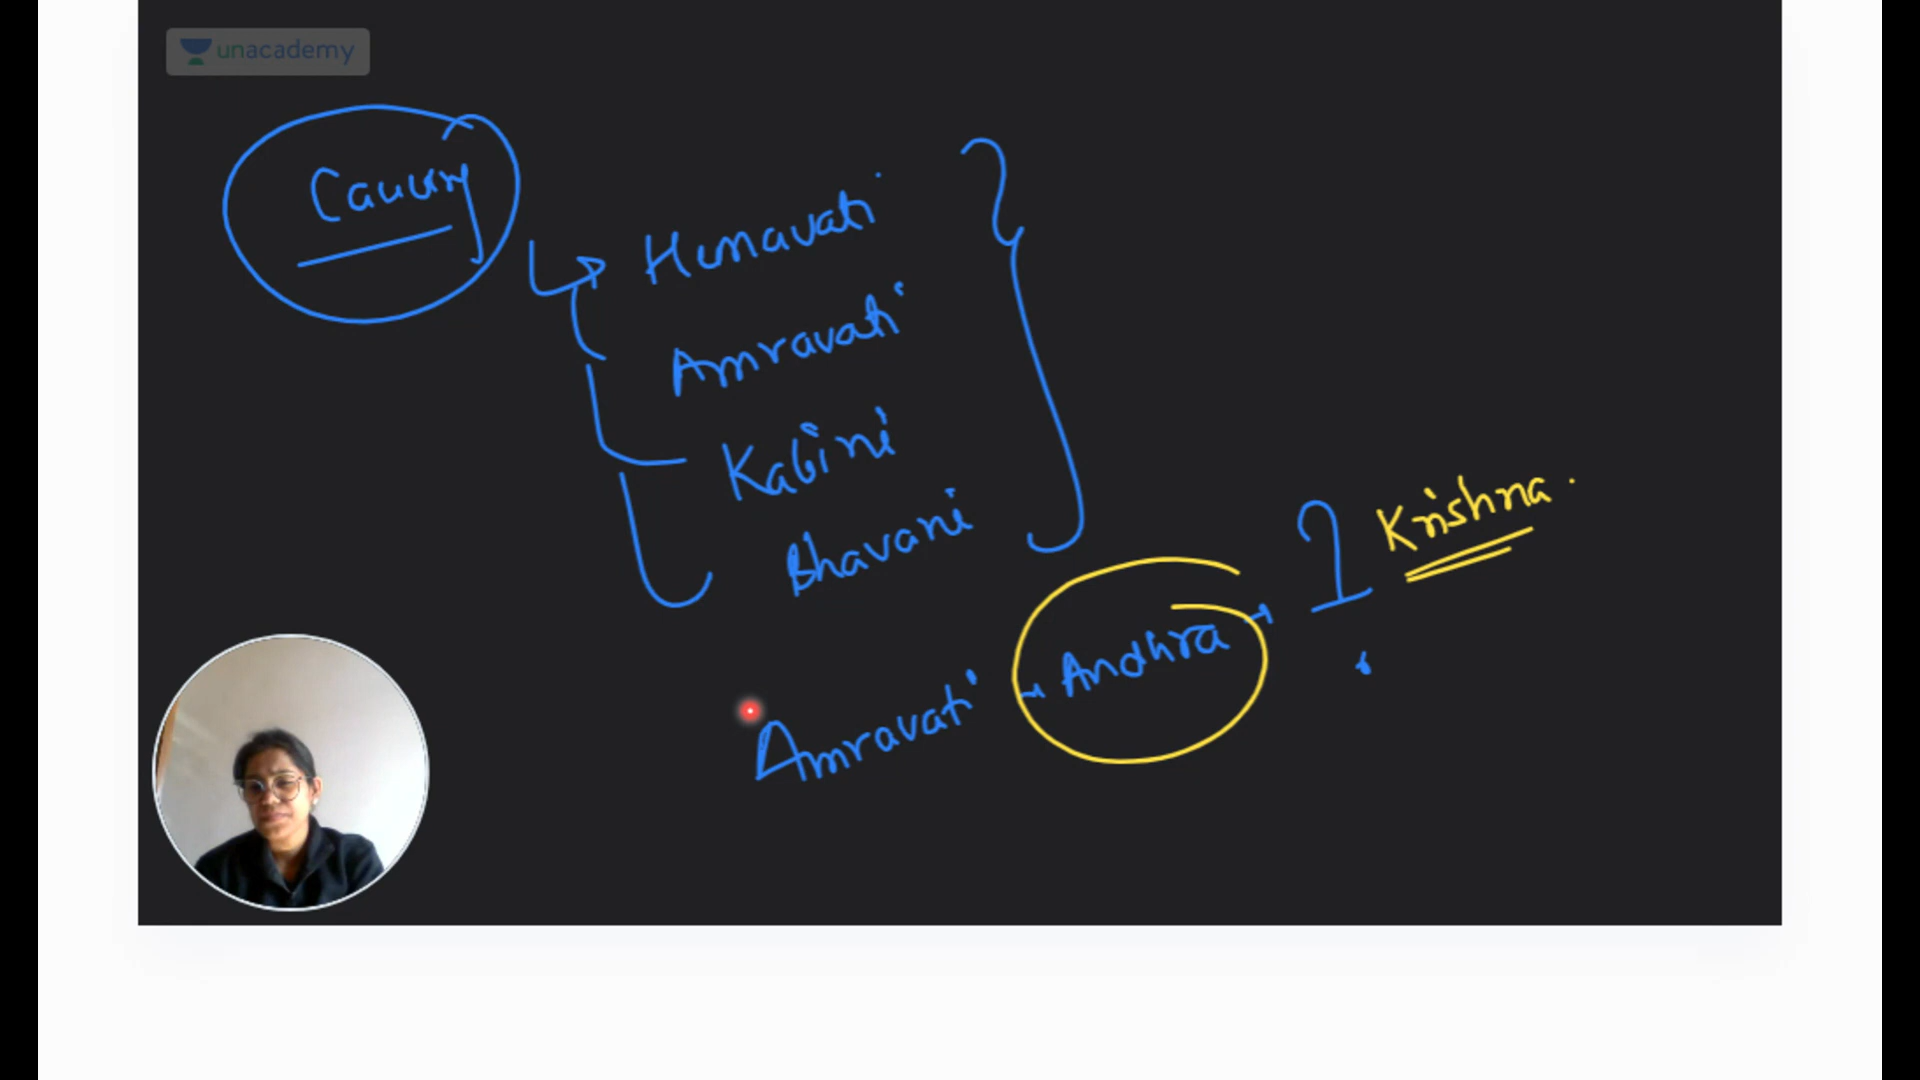 unacademy
Cauvery
Hemavati
Amravati
Kabini
Bhavani
Krishna
Amravati Andhra